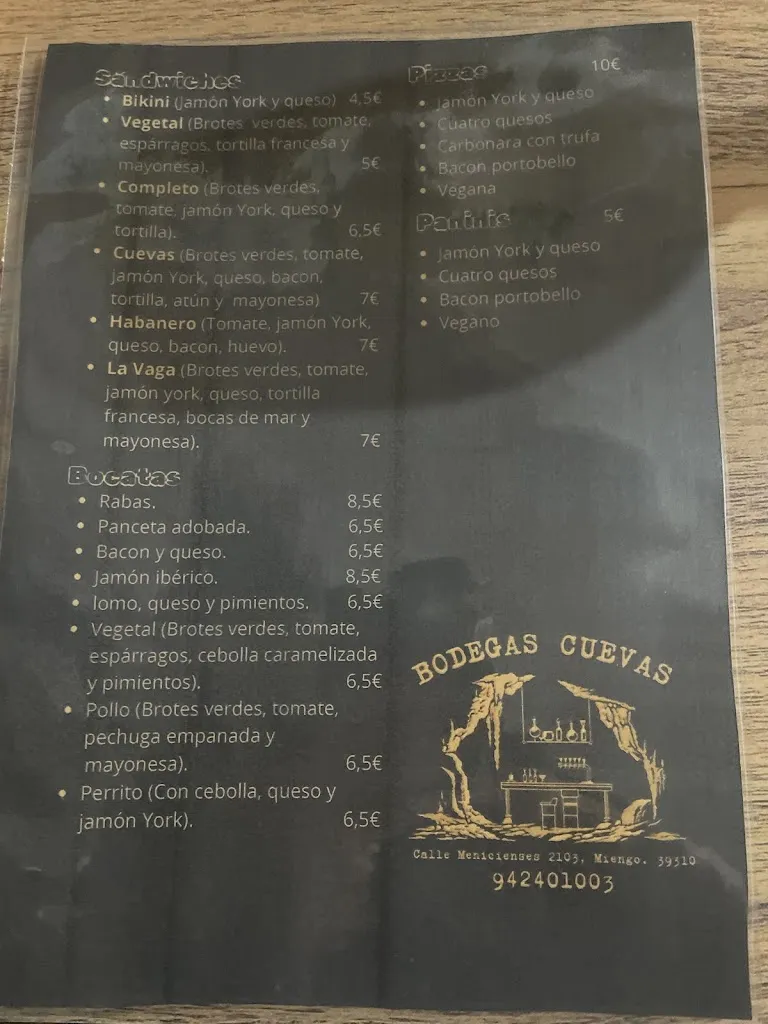 Sándwiches
• Bikini (Jamón York y queso) 4,5€
• Vegetal (Brotes verdes, tomate,
espárragos, tortilla francesa y
mayonesa). 5€
• Completo (Brotes verdes,
tomate, jamón York, queso y
tortilla). 6,5€
• Cuevas (Brotes verdes, tomate,
jamón York, queso, bacon,
tortilla, atún y mayonesa) 7€
• Habanero (Tomate, jamón York,
queso, bacon, huevo). 7€
• La Vaga (Brotes verdes, tomate,
jamón york, queso, tortilla
francesa, bocas de mar y
mayonesa). 7€
Bocatas
• Rabas. 8,5€
• Panceta adobada. 6,5€
• Bacon y queso. 6,5€
• Jamón ibérico. 8,5€
• lomo, queso y pimientos. 6,5€
• Vegetal (Brotes verdes, tomate,
espárragos, cebolla caramelizada
y pimientos). 6,5€
• Pollo (Brotes verdes, tomate,
pechuga empanada y
mayonesa). 6,5€
• Perrito (Con cebolla, queso y
jamón York). 6,5€
Pizzas 10€
• Jamón York y queso
• Cuatro quesos
• Carbonara con trufa
• Bacon portobello
• Vegana
Paninis 5€
• Jamón York y queso
• Cuatro quesos
• Bacon portobello
• Vegano
BODEGAS CUEVAS
Calle Menicienses 2103, Miengo. 39310
942401003